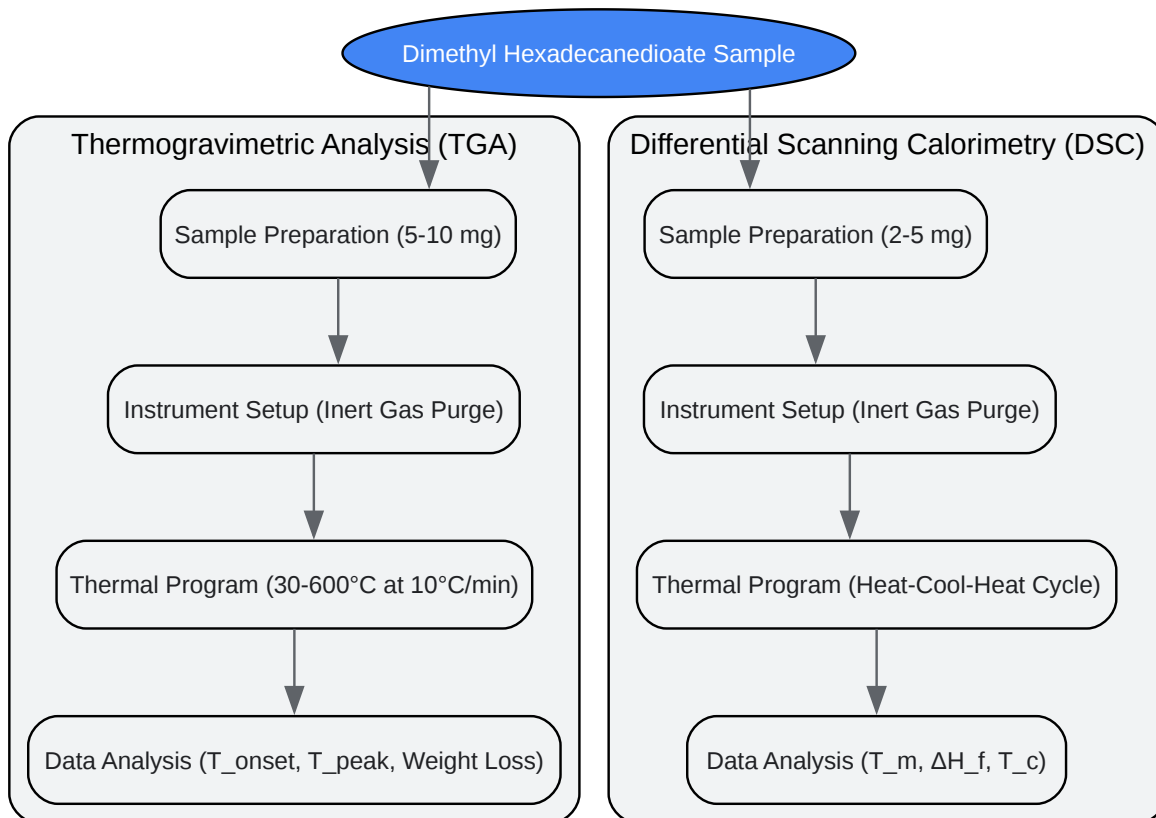 Dimethyl Hexadecanedioate Sample
Thermogravimetric Analysis (TGA)
Sample Preparation (5-10 mg)
Instrument Setup (Inert Gas Purge)
Thermal Program (30-600°C at 10°C/min)
Data Analysis (T_onset, T_peak, Weight Loss)
Differential Scanning Calorimetry (DSC)
Sample Preparation (2-5 mg)
Instrument Setup (Inert Gas Purge)
Thermal Program (Heat-Cool-Heat Cycle)
Data Analysis (T_m, ΔH_f, T_c)